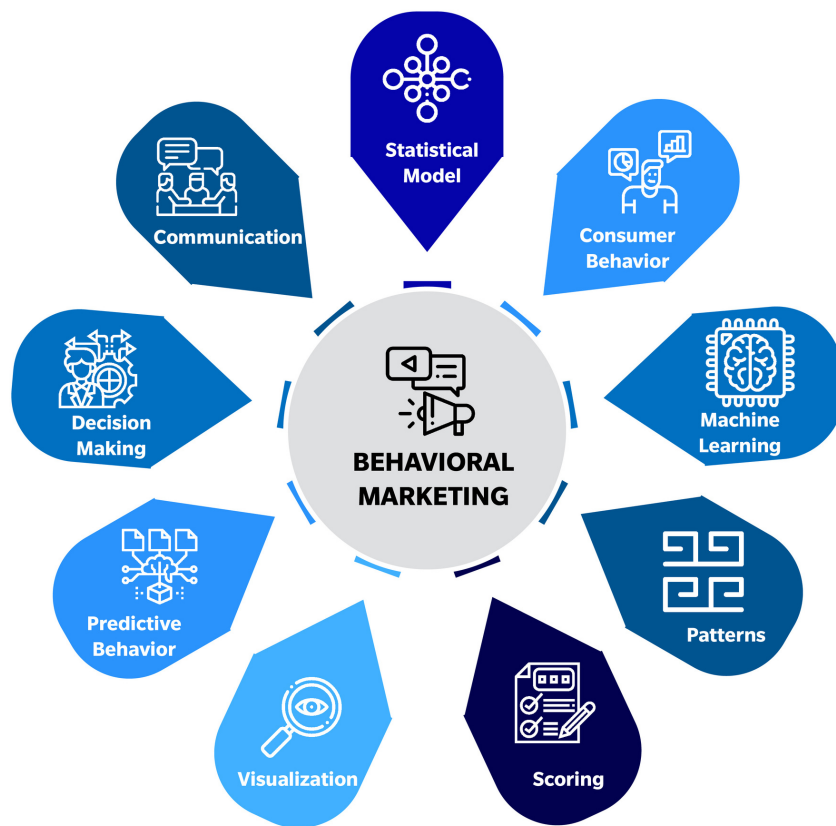 Statistical
Model
Consumer
Behavior
Machine
Learning
Patterns
Scoring
Visualization
Predictive
Behavior
Decision
Making
Communication
BEHAVIORAL
MARKETING